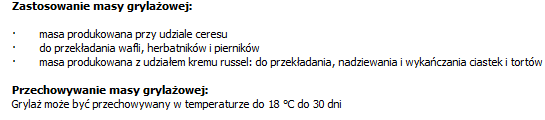 Zastosowanie masy grylażowej:
· masa produkowana przy udziale ceresu
· do przekładania wafli, herbatników i pierników
· masa produkowana z udziałem kremu russel: do przekładania, nadziewania i wykańczania ciastek i tortów
Przechowywanie masy grylażowej:
Grylaż może być przechowywany w temperaturze do 18 °C do 30 dni